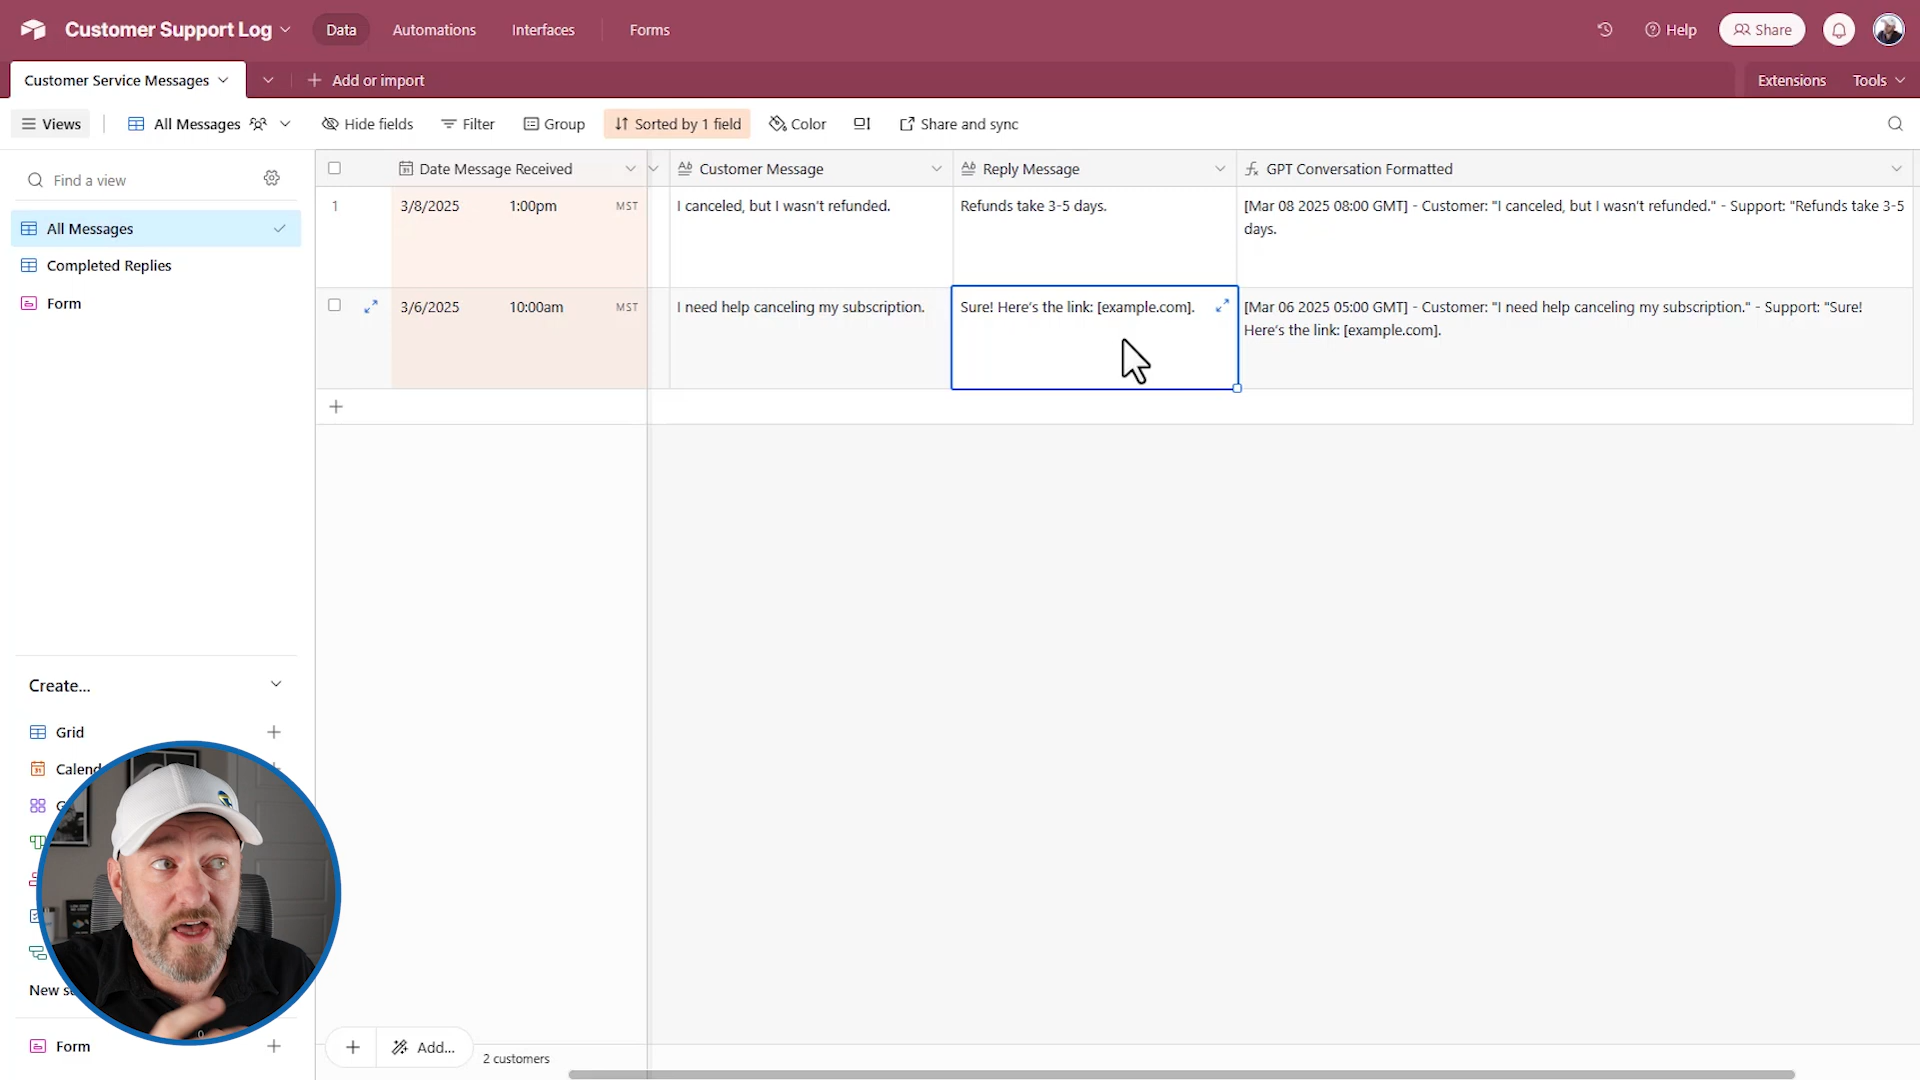 Customer Support Log
Data
Automations
Interfaces
Forms
Help
Share
Customer Service Messages
Add or import
Extensions
Tools
Views
All Messages
Hide fields
Filter
Group
Sorted by 1 field
Color
Share and sync
Find a view
All Messages
Completed Replies
Form
Date Message Received
Customer Message
Reply Message
GPT Conversation Formatted
1
3/8/2025 1:00pm MST
I canceled, but I wasn't refunded.
Refunds take 3-5 days.
[Mar 08 2025 08:00 GMT] - Customer: "I canceled, but I wasn't refunded." - Support: "Refunds take 3-5
days.
3/6/2025 10:00am MST
I need help canceling my subscription.
Sure! Here's the link: [example.com].
[Mar 06 2025 05:00 GMT] - Customer: "I need help canceling my subscription." - Support: "Sure!
Here's the link: [example.com].
Create...
Grid
Calend
G
New s
Form
Add...
2 customers